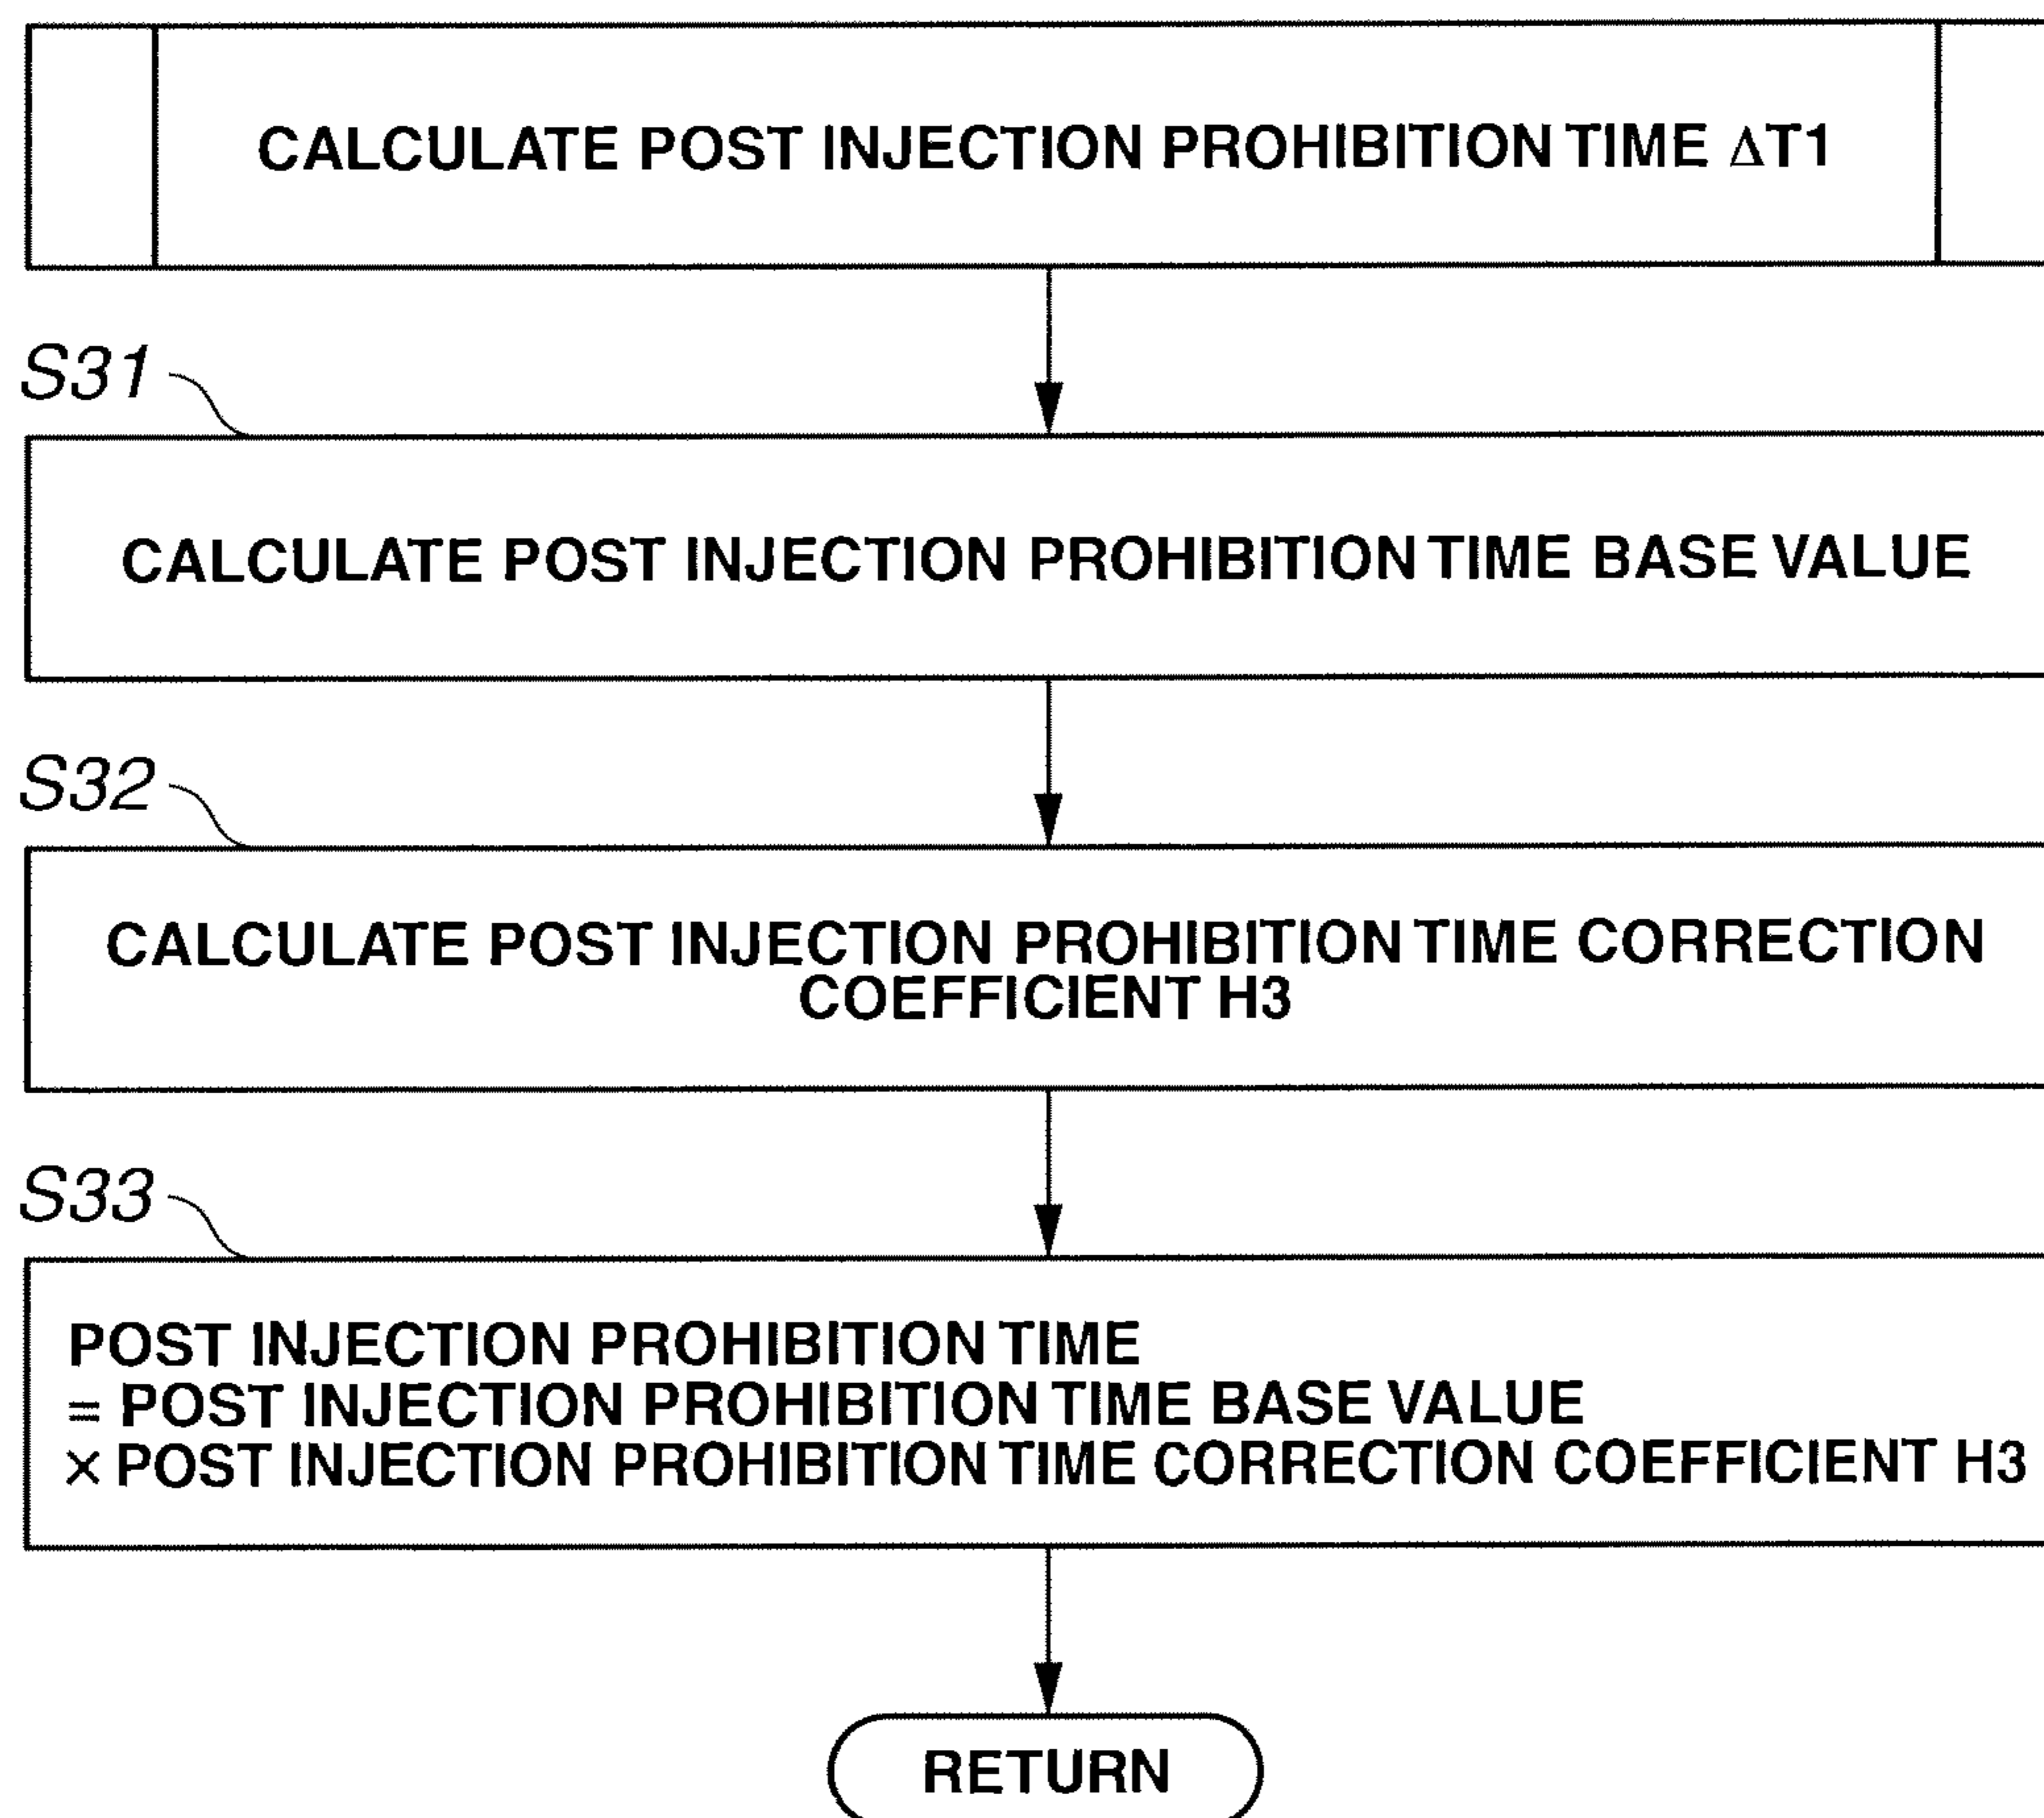 CALCULATE POST INJECTION PROHIBITION TIME ΔT1
S31
CALCULATE POST INJECTION PROHIBITION TIME BASE VALUE
S32
CALCULATE POST INJECTION PROHIBITION TIME CORRECTION
COEFFICIENT H3
S33
POST INJECTION PROHIBITION TIME
= POST INJECTION PROHIBITION TIME BASE VALUE
× POST INJECTION PROHIBITION TIME CORRECTION COEFFICIENT H3
RETURN